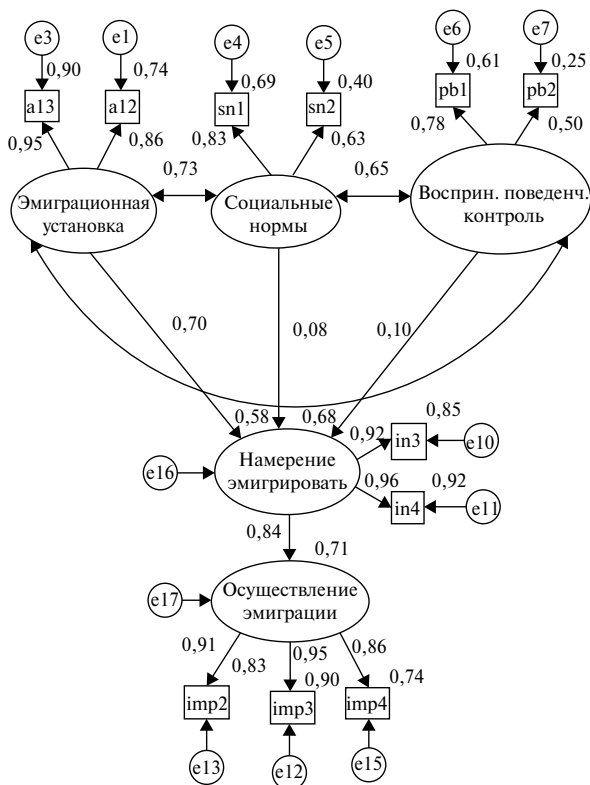 e3
e1
e4
e5
e6
e7
0,90
0,74
0,69
0,40
0,61
0,25
a13
a12
sn1
sn2
pb1
pb2
0,95
0,86
0,83
0,63
0,78
0,50
0,73
0,65
Эмиграционная
установка
Социальные
нормы
Восприн. поведенч.
контроль
0,70
0,08
0,10
0,58
0,68
0,92
0,85
in3
e10
Намерение
эмигрировать
e16
0,96
0,92
in4
e11
0,84
0,71
Осуществление
эмиграции
e17
0,91
0,83
0,95
0,90
0,86
0,74
imp2
imp3
imp4
e13
e12
e15